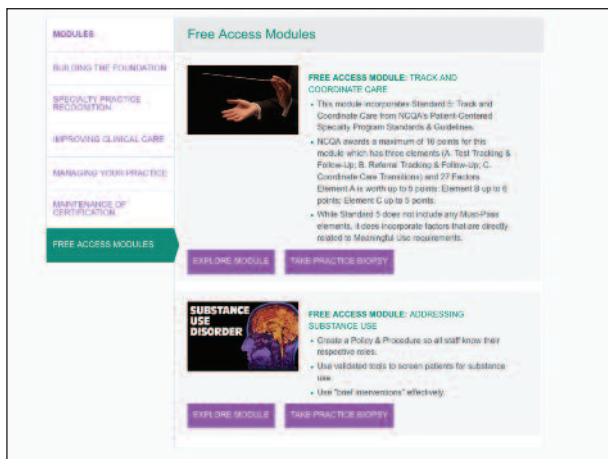 MODULES
BUILDING THE FOUNDATION
SPECIALTY PRACTICE
RECOGNITION
IMPROVING CLINICAL CARE
MANAGING YOUR PRACTICE
MAINTENANCE OF
CERTIFICATION
FREE ACCESS MODULES
Free Access Modules
FREE ACCESS MODULE: TRACK AND
COORDINATE CARE
• This module incorporates Standard 5: Track and
Coordinate Care from NCQA's Patient-Centered
Specialty Program Standards & Guidelines.
• NCQA awards a maximum of 16 points for this
module which has three elements (A. Test Tracking &
Follow-Up; B. Referral Tracking & Follow-Up; C.
Coordinate Care Transitions) and 27 Factors.
Element A is worth up to 5 points; Element B up to 6
points; Element C up to 5 points.
• While Standard 5 does not include any Must-Pass
elements, it does incorporate factors that are directly
related to Meaningful Use requirements.
EXPLORE MODULE
TAKE PRACTICE BIOPSY
SUBSTANCE
USE
DISORDER
FREE ACCESS MODULE: ADDRESSING
SUBSTANCE USE
• Create a Policy & Procedure so all staff know their
respective roles.
• Use validated tools to screen patients for substance
use.
• Use "brief interventions" effectively.
EXPLORE MODULE
TAKE PRACTICE BIOPSY